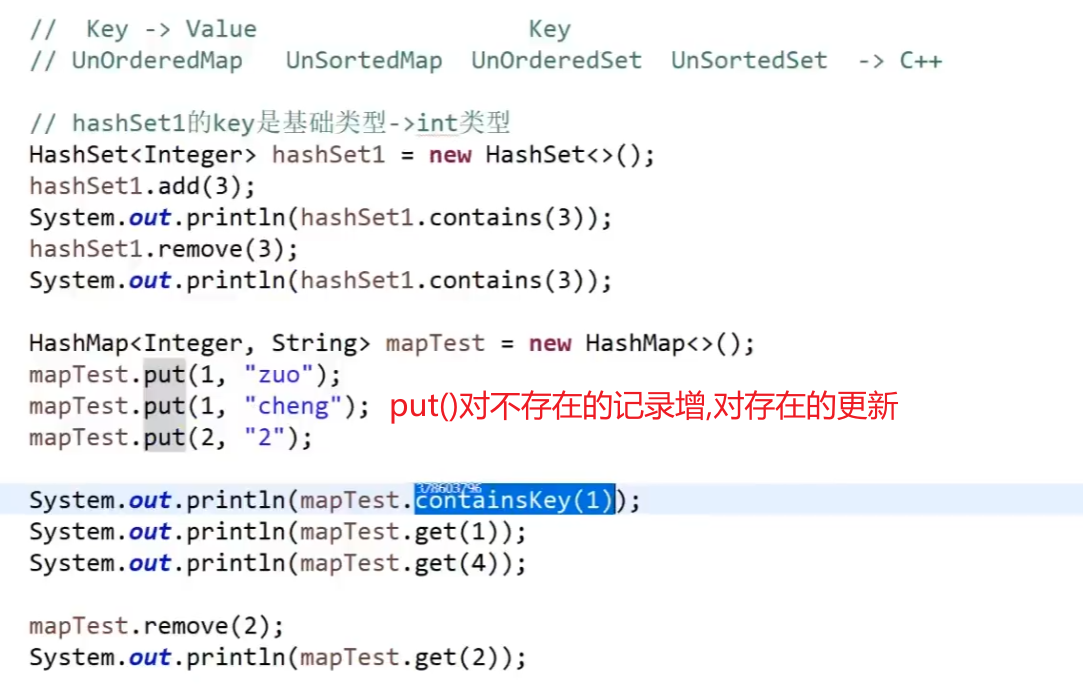 //  Key -> Value                   Key
// UnOrderedMap   UnSortedMap  UnOrderedSet  UnSortedSet  -> C++
// hashSet1的key是基础类型->int类型
HashSet<Integer> hashSet1 = new HashSet<>();
hashSet1.add(3);
System.out.println(hashSet1.contains(3));
hashSet1.remove(3);
System.out.println(hashSet1.contains(3));
HashMap<Integer, String> mapTest = new HashMap<>();
mapTest.put(1, "zuo");
mapTest.put(1, "cheng"); put()对不存在的记录增,对存在的更新
mapTest.put(2, "2");
378603796
System.out.println(mapTest.containsKey(1));
System.out.println(mapTest.get(1));
System.out.println(mapTest.get(4));
mapTest.remove(2);
System.out.println(mapTest.get(2));